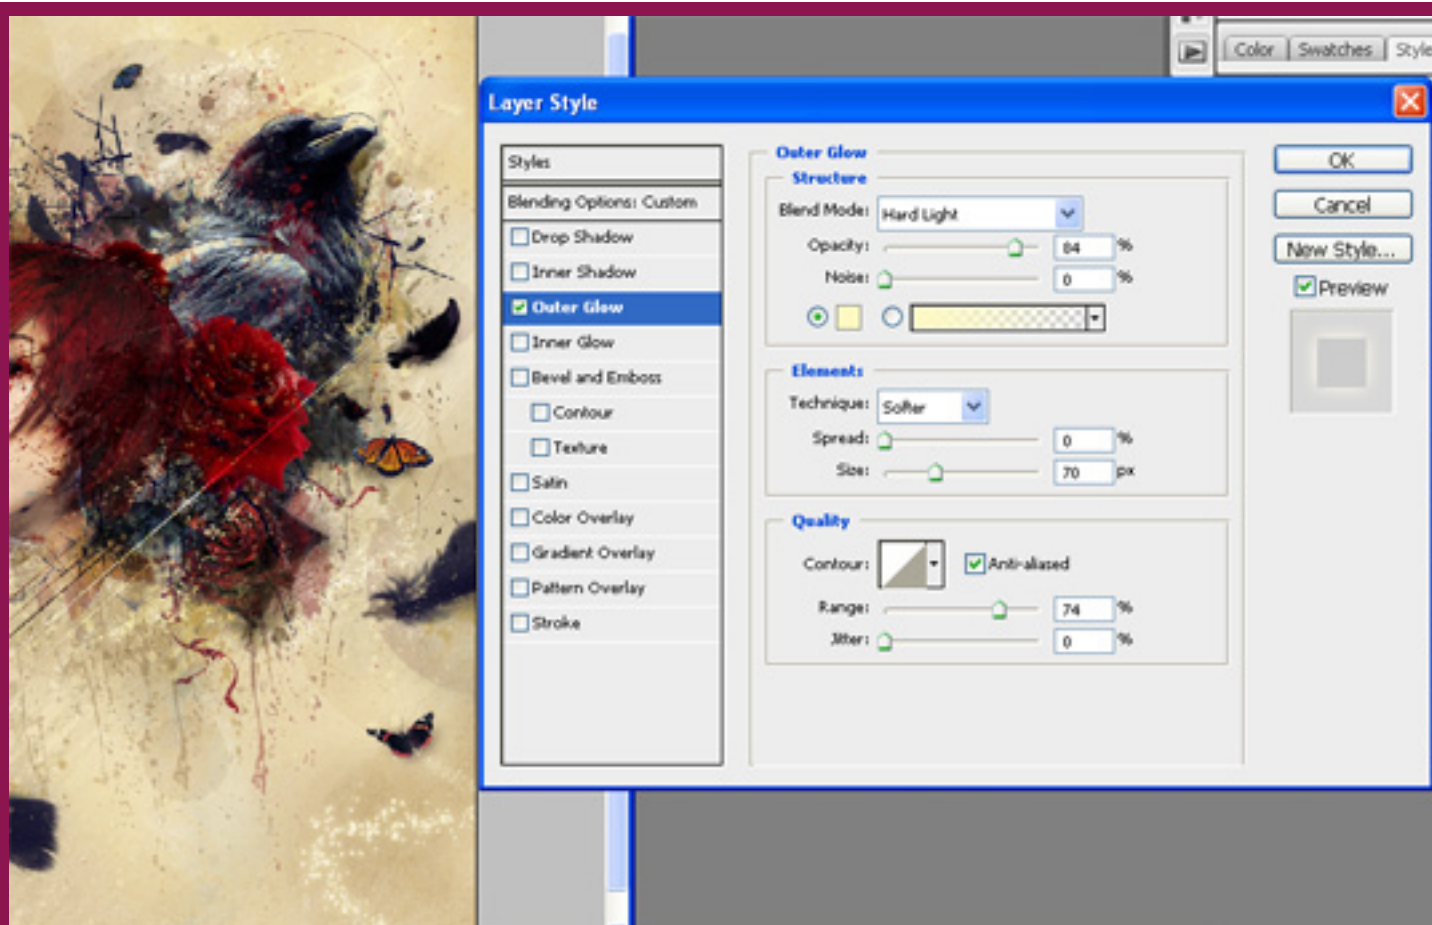 Color Swatches Style
Layer Style
Styles
Blending Options: Custom
Drop Shadow
Inner Shadow
Outer Glow
Inner Glow
Bevel and Emboss
Contour
Texture
Satin
Color Overlay
Gradient Overlay
Pattern Overlay
Stroke
Outer Glow
Structure
Blend Mode: Hard Light
Opacity: 84 %
Noise: 0 %
Elements
Technique: Softer
Spread: 0 %
Size: 70 px
Quality
Contour: Anti-aliased
Range: 74 %
Jitter: 0 %
OK
Cancel
New Style...
Preview